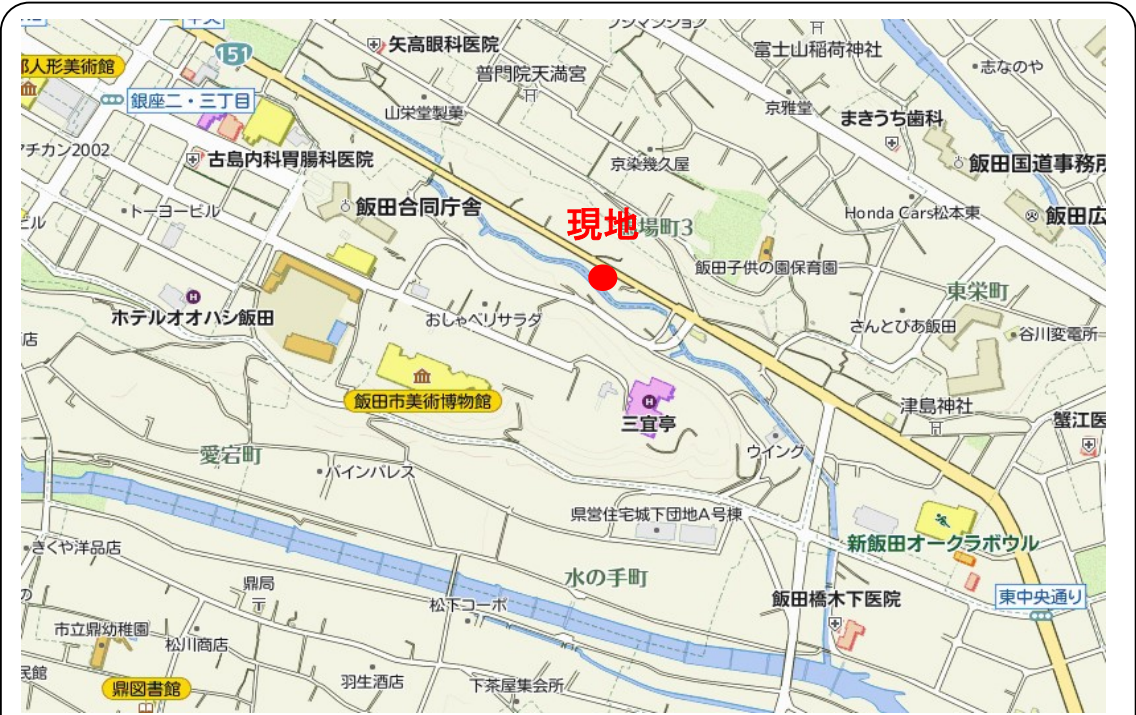 中央
151
矢高眼科医院
富士山稲荷神社
志なのや
人形美術館
普門院天満宮
銀座二・三丁目
山栄堂製菓
京雅堂
まきうち歯科
チカン2002
古島内科胃腸科医院
京染幾久屋
飯田国道事務所
トーヨービル
飯田合同庁舎
Honda Cars松本東
飯田広
ビル
現地
場町3
飯田子供の園保育園
東栄町
H
ホテルオオハシ飯田
おしゃべりサラダ
さんとぴあ飯田
谷川変電所
店
飯田市美術博物館
H
三宜亭
津島神社
蟹江医
愛宕町
パインパレス
ウイング
県営住宅城下団地A号棟
新飯田オークラボウル
きくや洋品店
水の手町
鼎局
飯田橋木下医院
東中央通り
の
松下コーポ
市立鼎幼稚園
松川商店
民館
鼎図書館
羽生酒店
下茶屋集会所